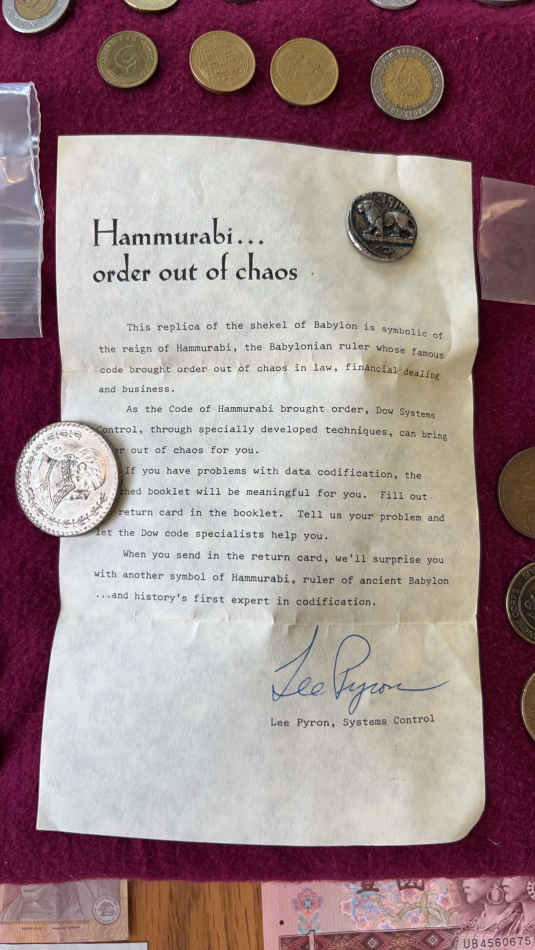 Hammurabi...
order out of chaos
This replica of the shekel of Babylon is symbolic of
the reign of Hammurabi, the Babylonian ruler whose famous
code brought order out of chaos in law, financial dealing
and business.
As the Code of Hammurabi brought order, Dow Systems
Control, through specially developed techniques, can bring
out of chaos for you.
If you have problems with data codification, the
booklet will be meaningful for you. Fill out
return card in the booklet. Tell us your problem and
let the Dow code specialists help you.
When you send in the return card, we'll surprise you
with another symbol of Hammurabi, ruler of ancient Babylon
...and history's first expert in codification.
Lee Pyron
Lee Pyron, Systems Control
壹圆
UB4560675